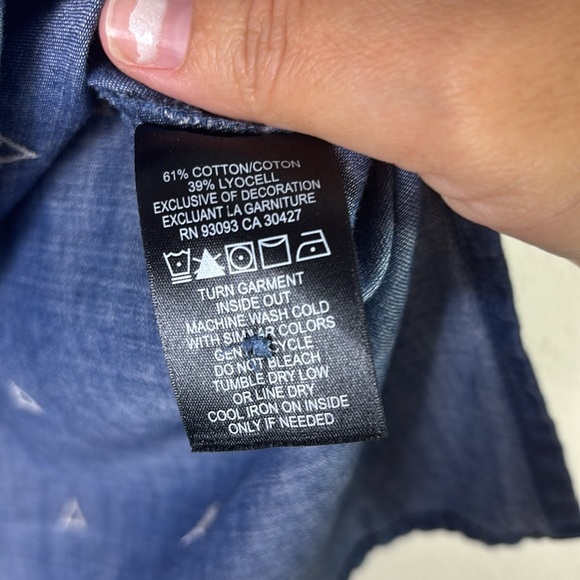 61% COTTON/COTON
39% LYOCELL
EXCLUSIVE OF DECORATION
EXCLUANT LA GARNITURE
RN 93093 CA 30427
TURN GARMENT
INSIDE OUT
MACHINE WASH COLD
WITH COLORS
DO NOT BLEACH
TUMBLE DRY LOW
OR LINE DRY
COOL IRON ON INSIDE
ONLY IF NEEDED